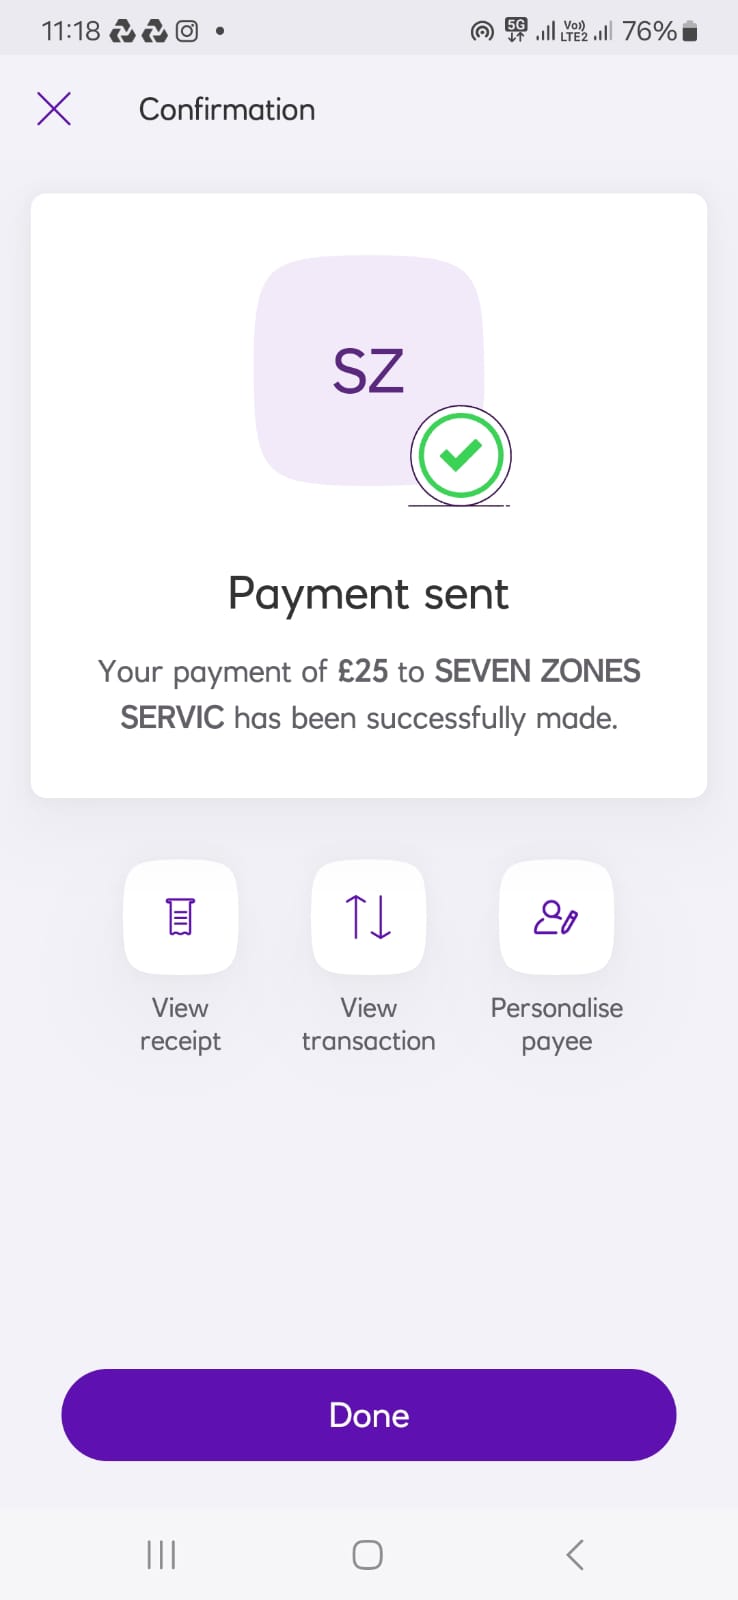 11:18
5G
Vo))
LTE2
76%
Confirmation
SZ
Payment sent
Your payment of £25 to SEVEN ZONES
SERVIC has been successfully made.
View
receipt
View
transaction
Personalise
payee
Done